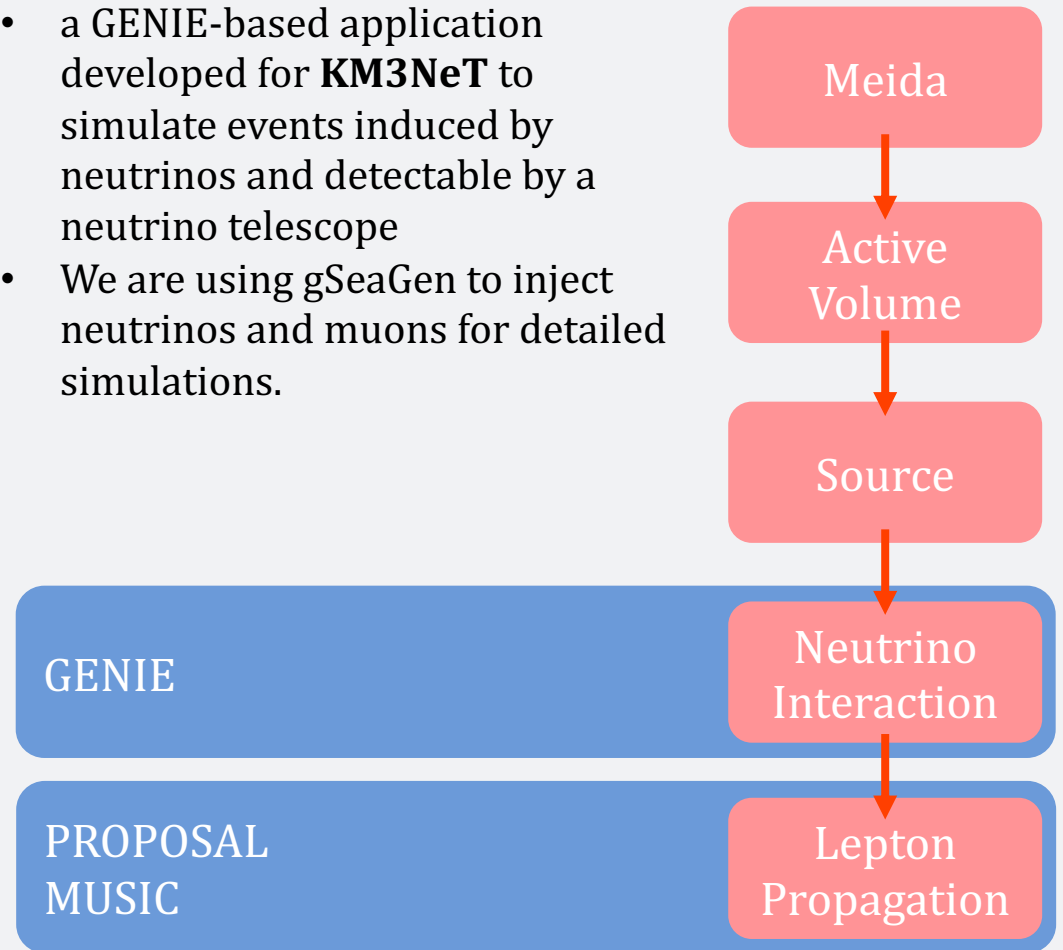 • a GENIE-based application
developed for KM3NeT to
simulate events induced by
neutrinos and detectable by a
neutrino telescope
• We are using gSeaGen to inject
neutrinos and muons for detailed
simulations.
Meida
Active
Volume
Source
GENIE
Neutrino
Interaction
PROPOSAL
MUSIC
Lepton
Propagation